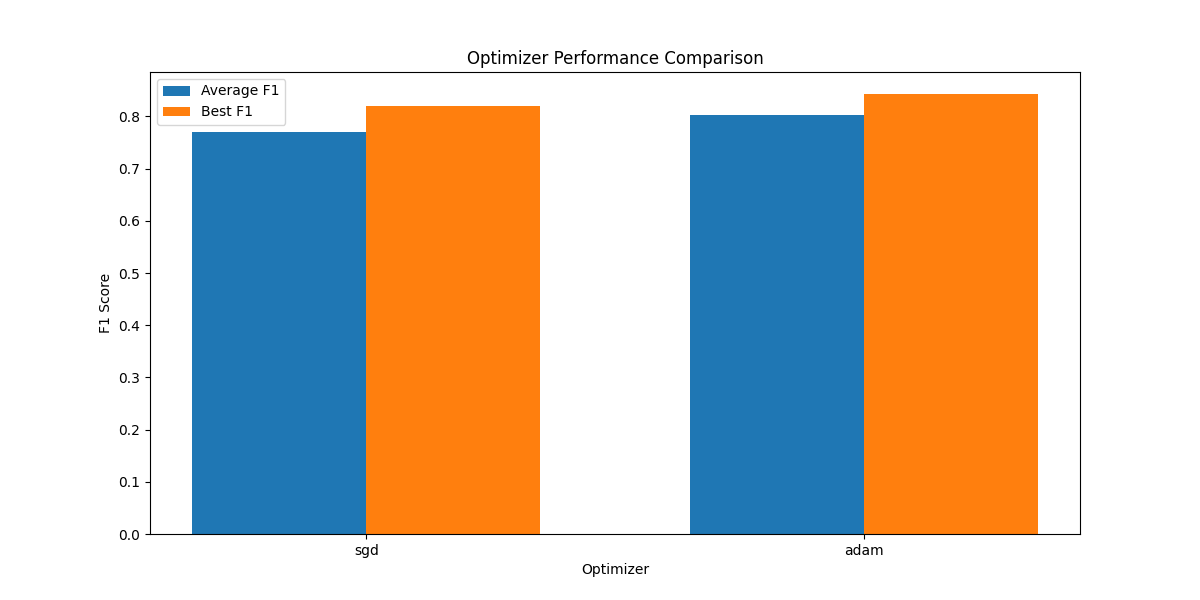 Optimizer Performance Comparison
Average F1
Best F1
F1 Score
0.8
0.7
0.6
0.5
0.4
0.3
0.2
0.1
0.0
sgd
adam
Optimizer